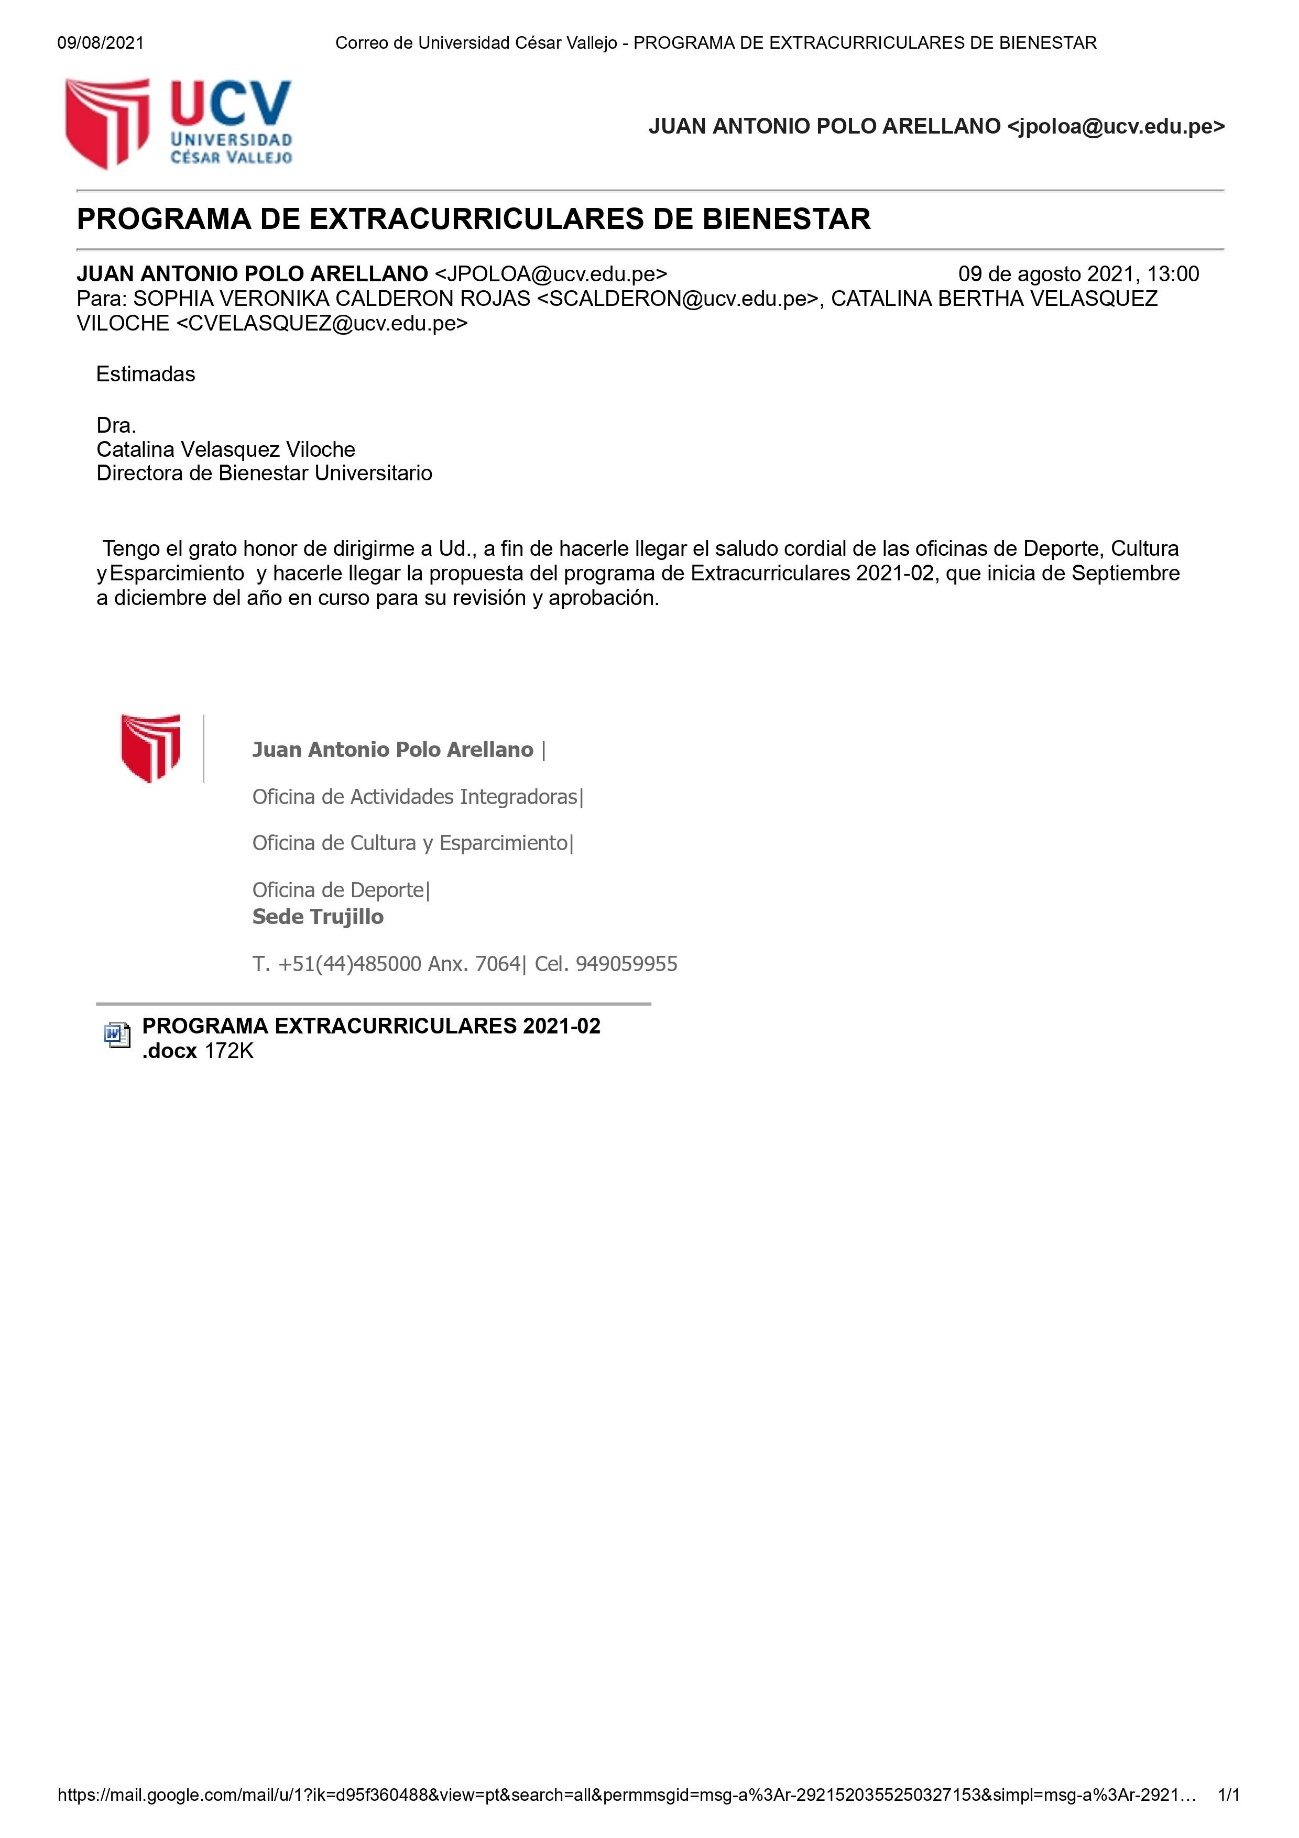 09/08/2021 Correo de Universidad César Vallejo - PROGRAMA DE EXTRACURRICULARES DE BIENESTAR
UCV
UNIVERSIDAD
CÉSAR VALLEJO
JUAN ANTONIO POLO ARELLANO <jpoloa@ucv.edu.pe>
PROGRAMA DE EXTRACURRICULARES DE BIENESTAR
JUAN ANTONIO POLO ARELLANO <JPOLOA@ucv.edu.pe> 09 de agosto 2021, 13:00
Para: SOPHIA VERONIKA CALDERON ROJAS <SCALDERON@ucv.edu.pe>, CATALINA BERTHA VELASQUEZ
VILOCHE <CVELASQUEZ@ucv.edu.pe>
Estimadas
Dra.
Catalina Velasquez Viloche
Directora de Bienestar Universitario
Tengo el grato honor de dirigirme a Ud., a fin de hacerle llegar el saludo cordial de las oficinas de Deporte, Cultura
y Esparcimiento y hacerle llegar la propuesta del programa de Extracurriculares 2021-02, que inicia de Septiembre
a diciembre del año en curso para su revisión y aprobación.
Juan Antonio Polo Arellano |
Oficina de Actividades Integradoras|
Oficina de Cultura y Esparcimiento|
Oficina de Deporte|
Sede Trujillo
T. +51(44)485000 Anx. 7064| Cel. 949059955
PROGRAMA EXTRACURRICULARES 2021-02
.docx 172K
https://mail.google.com/mail/u/1?ik=d95f360488&view=pt&search=all&permmsgid=msg-a%3Ar-2921520355250327153&simpl=msg-a%3Ar-2921… 1/1